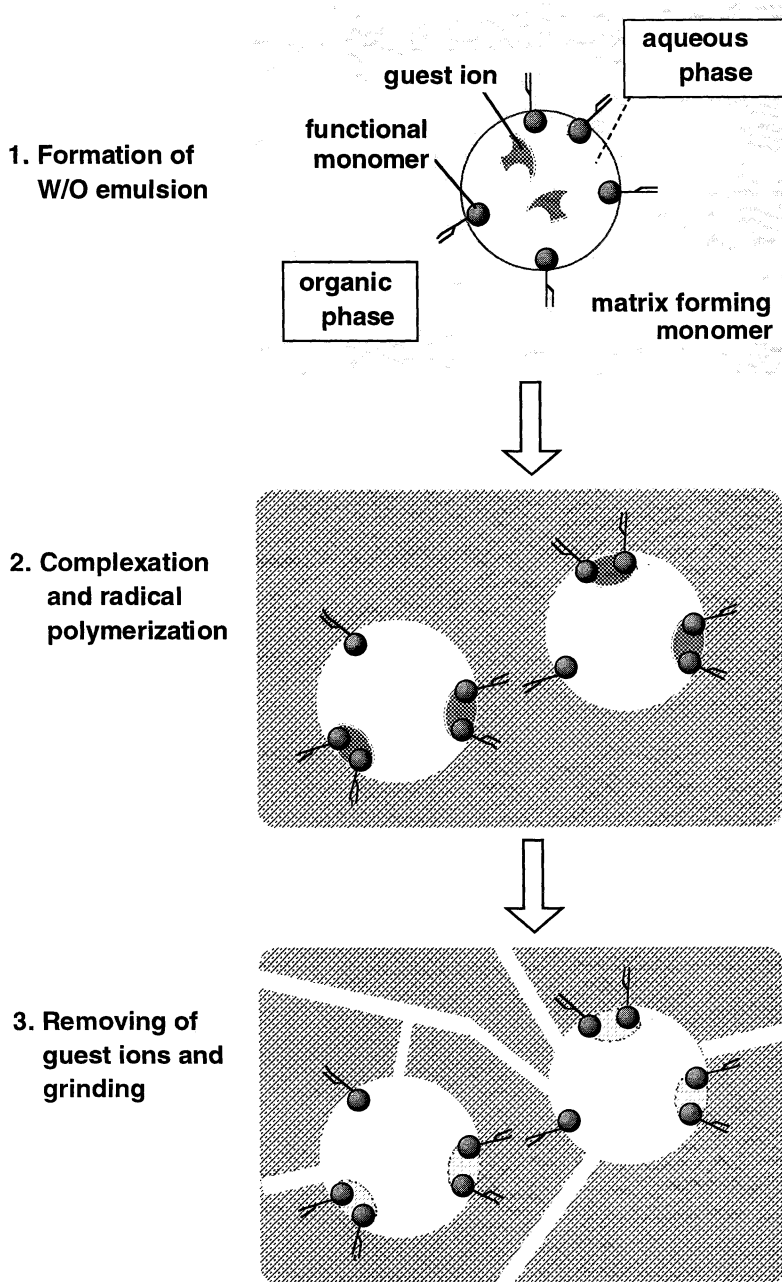 aqueous
phase
guest ion
functional
monomer
1. Formation of
W/O emulsion
organic
phase
matrix forming
monomer
2. Complexation
and radical
polymerization
3. Removing of
guest ions and
grinding